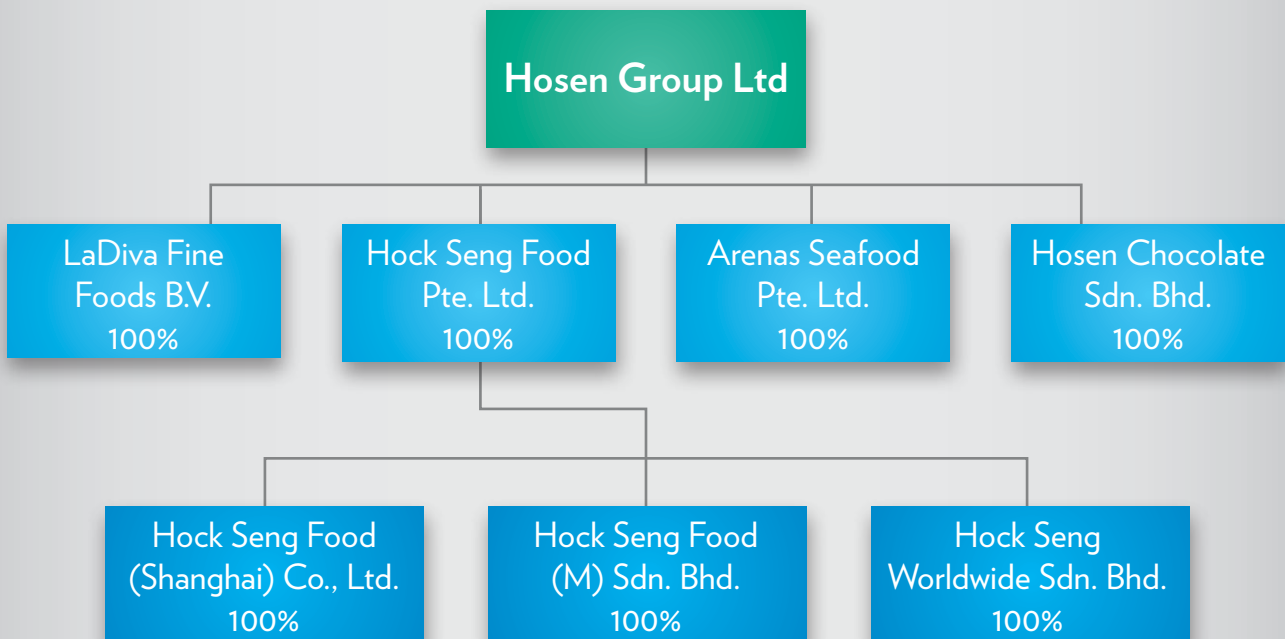 Hosen Group Ltd
LaDiva Fine
Foods B.V.
100%
Hock Seng Food
Pte. Ltd.
100%
Arenas Seafood
Pte. Ltd.
100%
Hosen Chocolate
Sdn. Bhd.
100%
Hock Seng Food
(Shanghai) Co., Ltd.
100%
Hock Seng Food
(M) Sdn. Bhd.
100%
Hock Seng
Worldwide Sdn. Bhd.
100%